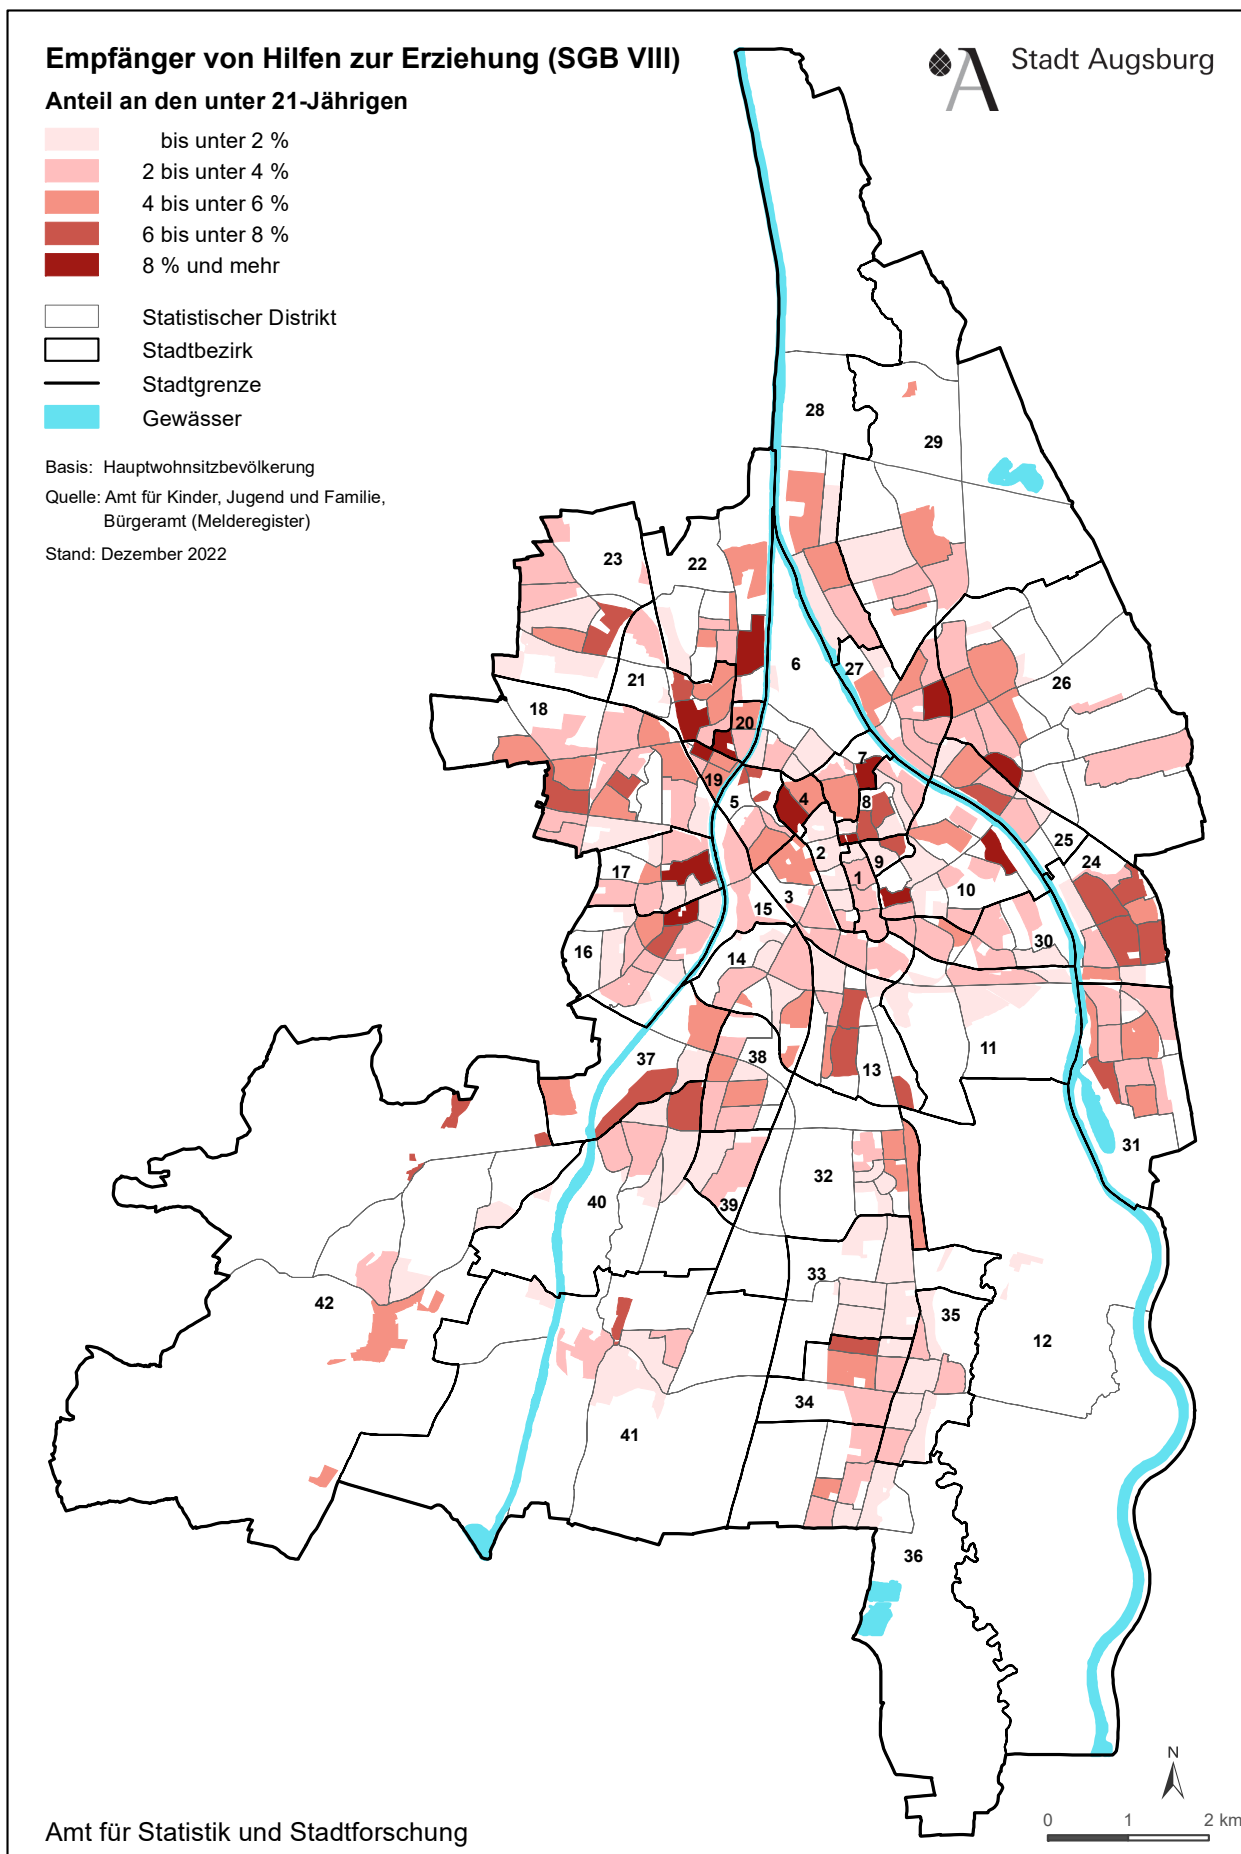 Empfänger von Hilfen zur Erziehung (SGB VIII)
Stadt Augsburg
Anteil an den unter 21-Jährigen
bis unter 2 %
2 bis unter 4 %
4 bis unter 6 %
6 bis unter 8 %
8 % und mehr
Statistischer Distrikt
Stadtbezirk
Stadtgrenze
Gewässer
Basis: Hauptwohnsitzbevölkerung
Quelle: Amt für Kinder, Jugend und Familie,
Bürgeramt (Melderegister)
Stand: Dezember 2022
28
29
23
22
6
27
21
26
18
20
7
19
5
4
8
25
2
9
24
17
1
10
3
15
30
16
14
11
37
38
13
31
32
40
39
33
42
35
12
34
41
36
N
0 1 2 km
Amt für Statistik und Stadtforschung